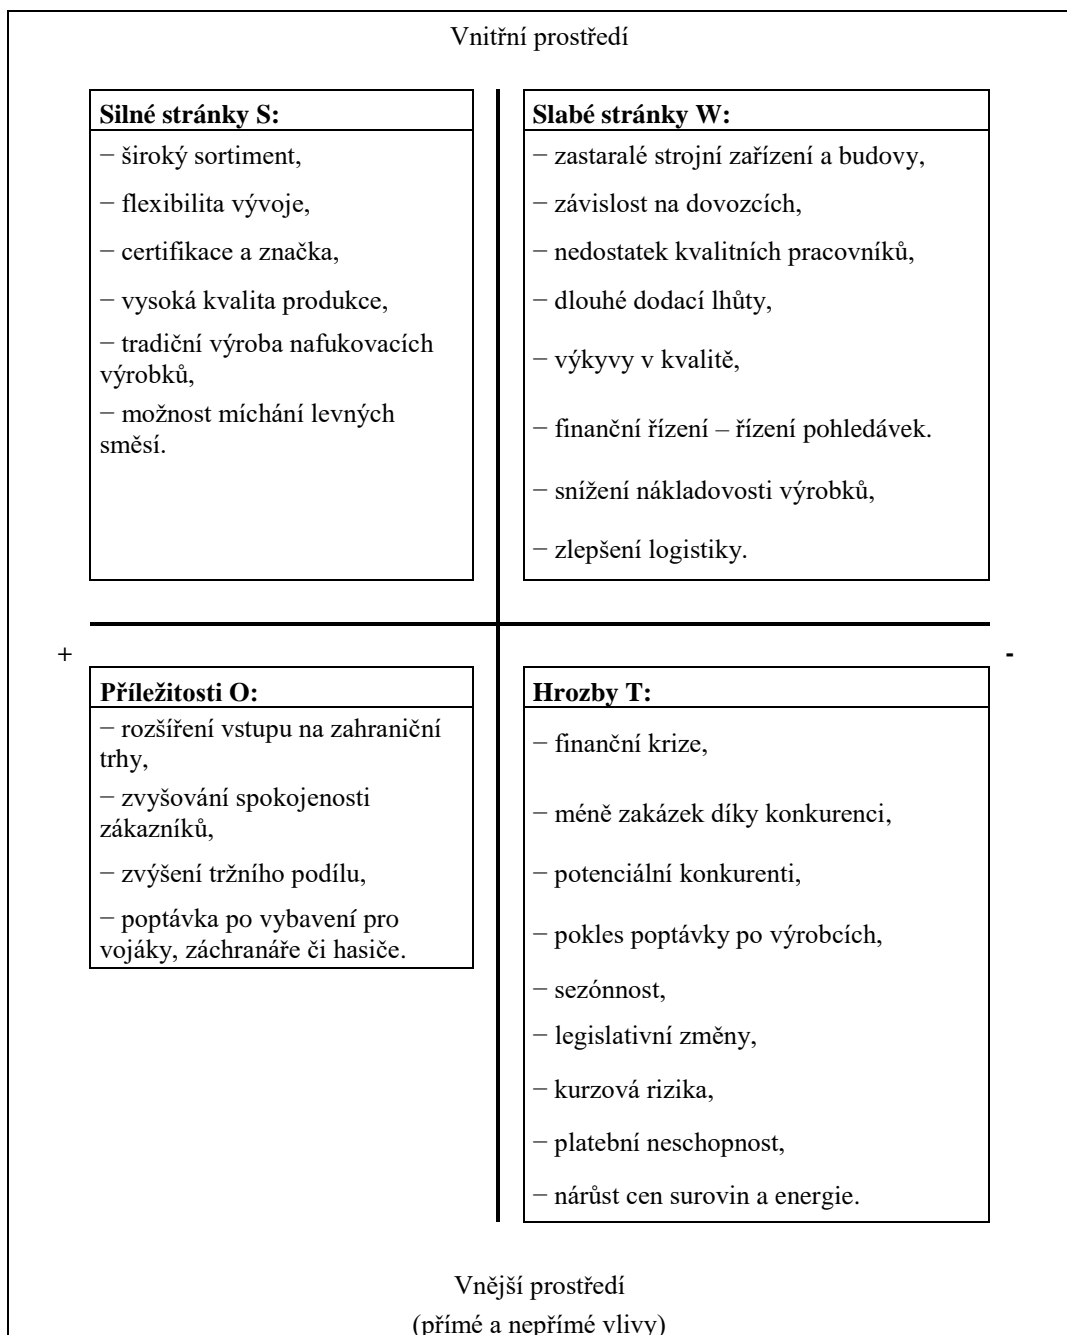 Vnitřní prostředí
Silné stránky S:
− široký sortiment,
− flexibilita vývoje,
− certifikace a značka,
− vysoká kvalita produkce,
− tradiční výroba nafukovacích
výrobků,
− možnost míchání levných
směsí.
Slabé stránky W:
− zastaralé strojní zařízení a budovy,
− závislost na dovozcích,
− nedostatek kvalitních pracovníků,
− dlouhé dodací lhůty,
− výkyvy v kvalitě,
− finanční řízení – řízení pohledávek.
− snížení nákladovosti výrobků,
− zlepšení logistiky.
+
-
Příležitosti O:
− rozšíření vstupu na zahraniční
trhy,
− zvyšování spokojenosti
zákazníků,
− zvýšení tržního podílu,
− poptávka po vybavení pro
vojáky, záchranáře či hasiče.
Hrozby T:
− finanční krize,
− méně zakázek díky konkurenci,
− potenciální konkurenti,
− pokles poptávky po výrobcích,
− sezónnost,
− legislativní změny,
− kurzová rizika,
− platební neschopnost,
− nárůst cen surovin a energie.
Vnější prostředí
(přímé a nepřímé vlivy)